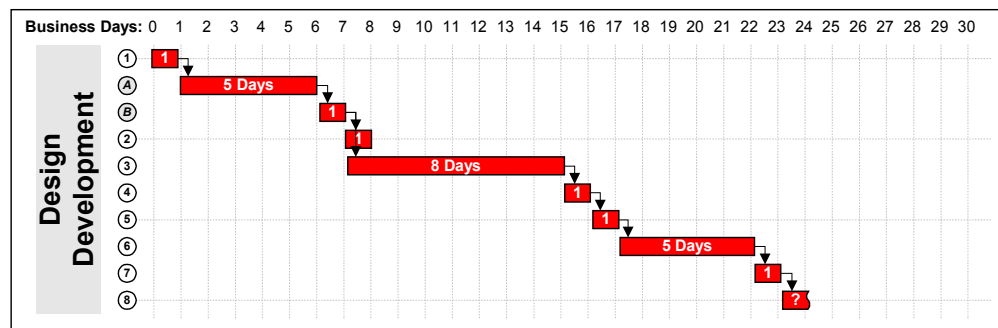 Business Days: 0 1 2 3 4 5 6 7 8 9 10 11 12 13 14 15 16 17 18 19 20 21 22 23 24 25 26 27 28 29 30
Design
Development
1 1
A 5 Days
B 1
2 1
3 8 Days
4 1
5 1
6 5 Days
7 1
8 ?